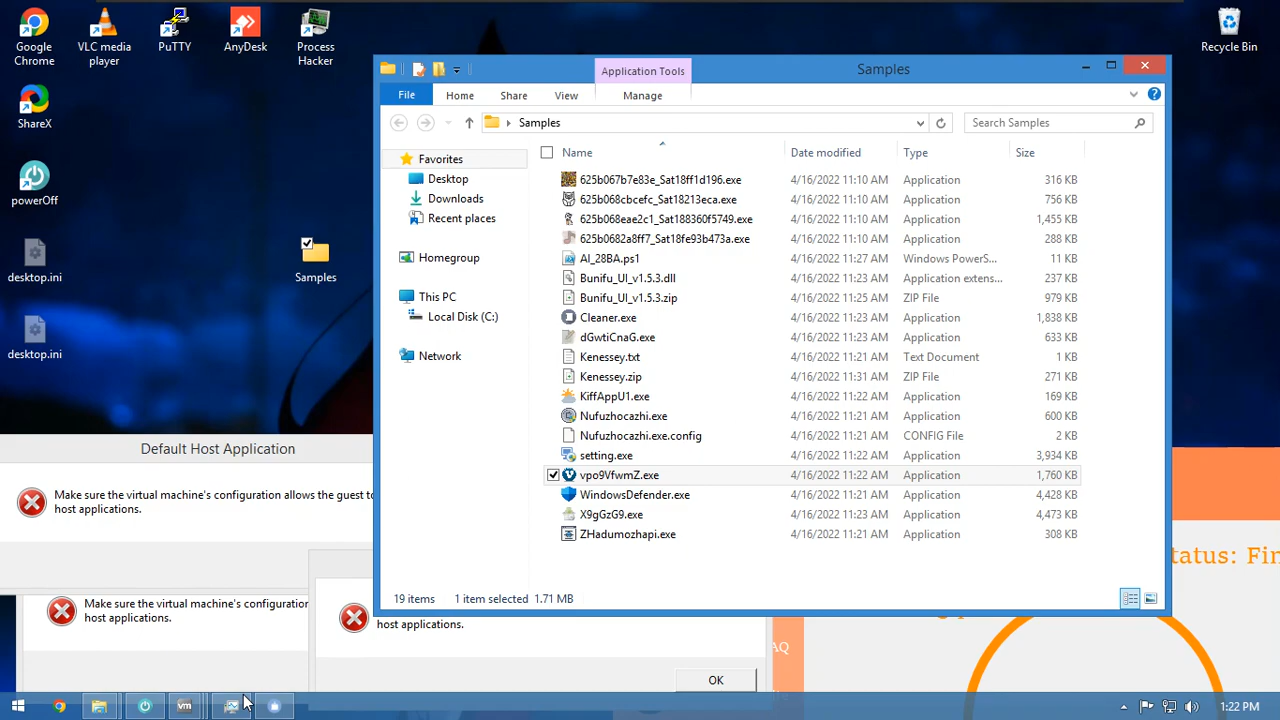 Google
Chrome
VLC media
player
PuTTY
AnyDesk
Process
Hacker
Recycle Bin
ShareX
powerOff
desktop.ini
Samples
desktop.ini
Application Tools
Samples
File
Home
Share
View
Manage
Samples
Search Samples
Favorites
Desktop
Downloads
Recent places
Homegroup
This PC
Local Disk (C:)
Network
Name Date modified Type Size
625b067b7e83e_Sat18ff1d196.exe 4/16/2022 11:10 AM Application 316 KB
625b068cbcefc_Sat18213eca.exe 4/16/2022 11:10 AM Application 756 KB
625b068eae2c1_Sat188360f5749.exe 4/16/2022 11:10 AM Application 1,455 KB
625b0682a8ff7_Sat18fe93b473a.exe 4/16/2022 11:10 AM Application 288 KB
AI_28BA.ps1 4/16/2022 11:27 AM Windows PowerS... 11 KB
Bunifu_UI_v1.5.3.dll 4/16/2022 11:23 AM Application extens... 237 KB
Bunifu_UI_v1.5.3.zip 4/16/2022 11:25 AM ZIP File 979 KB
Cleaner.exe 4/16/2022 11:23 AM Application 1,838 KB
dGwtiCnaG.exe 4/16/2022 11:23 AM Application 633 KB
Kenessey.txt 4/16/2022 11:21 AM Text Document 1 KB
Kenessey.zip 4/16/2022 11:31 AM ZIP File 271 KB
KiffAppU1.exe 4/16/2022 11:22 AM Application 169 KB
Nufuzhocazhi.exe 4/16/2022 11:21 AM Application 600 KB
Nufuzhocazhi.exe.config 4/16/2022 11:21 AM CONFIG File 2 KB
setting.exe 4/16/2022 11:22 AM Application 3,934 KB
vpo9VfwmZ.exe 4/16/2022 11:22 AM Application 1,760 KB
WindowsDefender.exe 4/16/2022 11:21 AM Application 4,428 KB
X9gGzG9.exe 4/16/2022 11:23 AM Application 4,473 KB
ZHadumozhapi.exe 4/16/2022 11:21 AM Application 308 KB
19 items 1 item selected 1.71 MB
Default Host Application
Make sure the virtual machine's configuration allows the guest to
host applications.
Make sure the virtual machine's configuration
host applications.
host applications.
OK
tatus: Fin
AQ
vm
1:22 PM